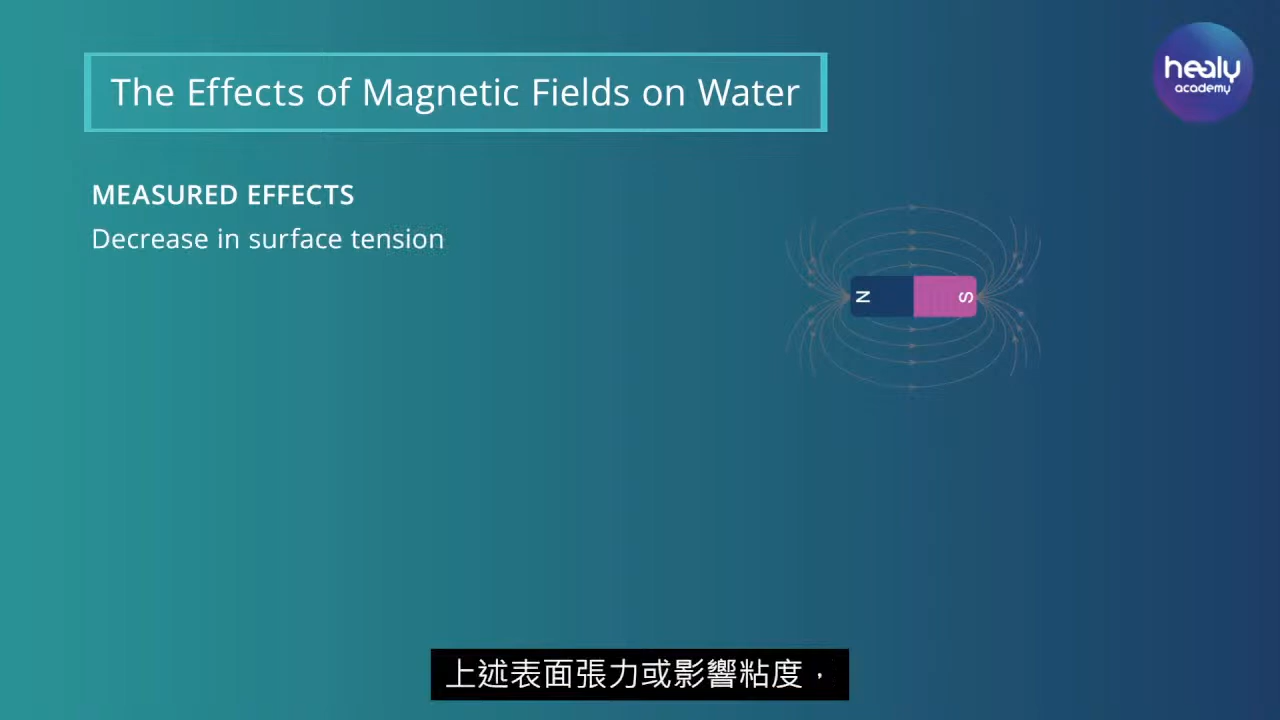 healy
academy
The Effects of Magnetic Fields on Water
MEASURED EFFECTS
Decrease in surface tension
N S
上述表面張力或影響粘度，